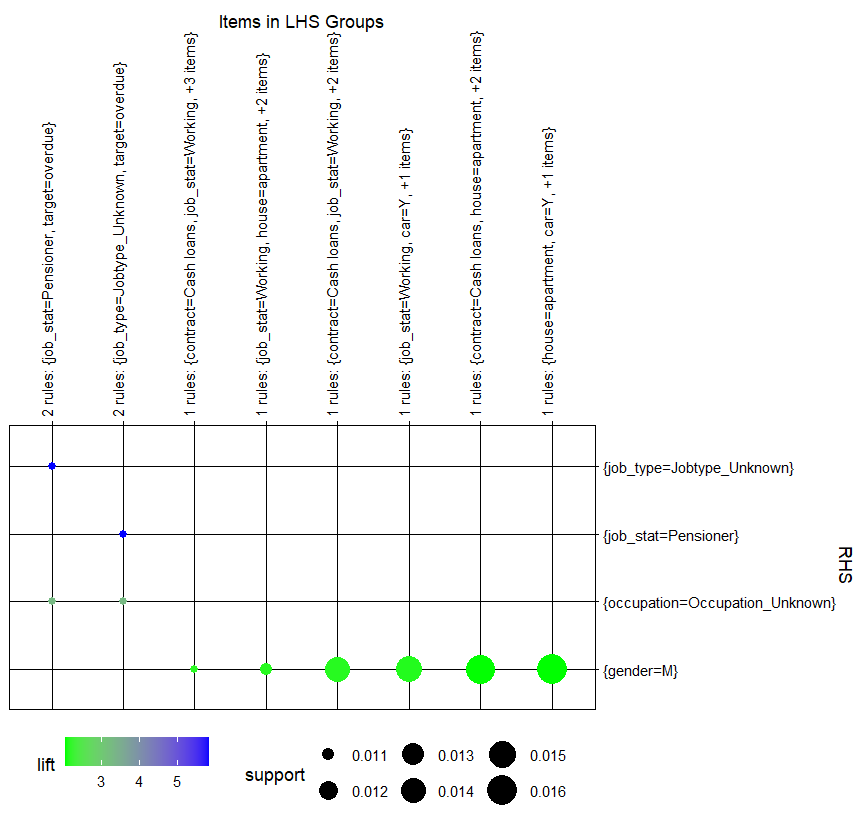 Items in LHS Groups
2 rules: {job_stat=Pensioner, target=overdue}
2 rules: {job_type=Jobtype_Unknown, target=overdue}
1 rules: {contract=Cash loans, job_stat=Working, +3 items}
1 rules: {job_stat=Working, house=apartment, +2 items}
1 rules: {contract=Cash loans, job_stat=Working, +2 items}
1 rules: {job_stat=Working, car=Y, +1 items}
1 rules: {contract=Cash loans, house=apartment, +2 items}
1 rules: {house=apartment, car=Y, +1 items}
{job_type=Jobtype_Unknown}
{job_stat=Pensioner}
{occupation=Occupation_Unknown}
{gender=M}
RHS
lift
3 4 5
support
0.011 0.013 0.015
0.012 0.014 0.016